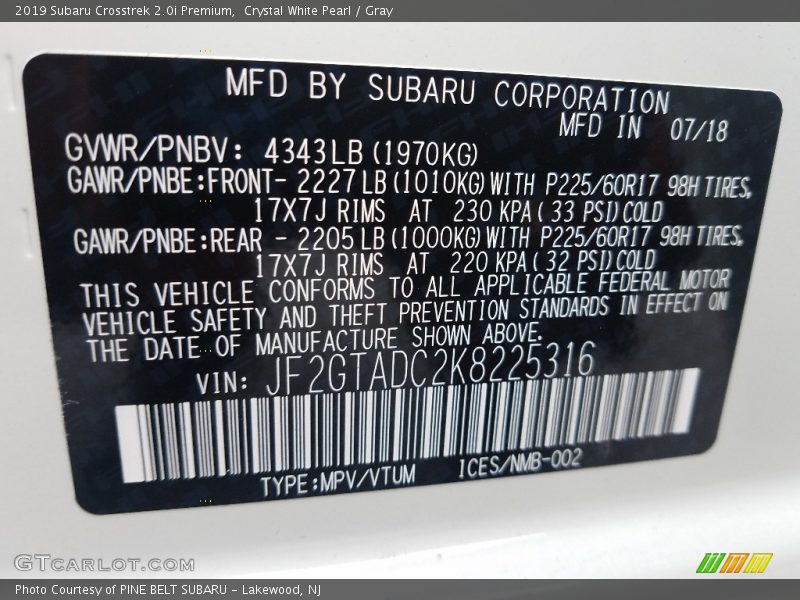 2019 Subaru Crosstrek 2.0i Premium,  Crystal White Pearl / Gray
MFD BY SUBARU CORPORATION
MFD IN 07/18
GVWR/PNBV: 4343LB (1970KG)
GAWR/PNBE:FRONT- 2227 LB (1010KG) WITH P225/60R17 98H TIRES,
17X7J RIMS AT 230 KPA ( 33 PSI) COLD
GAWR/PNBE:REAR - 2205 LB (1000KG) WITH P225/60R17 98H TIRES,
17X7J RIMS AT 220 KPA ( 32 PSI) COLD
THIS VEHICLE CONFORMS TO ALL APPLICABLE FEDERAL MOTOR
VEHICLE SAFETY AND THEFT PREVENTION STANDARDS IN EFFECT ON
THE DATE OF MANUFACTURE SHOWN ABOVE.
VIN: JF2GTADC2K8225316
TYPE:MPV/VTUM ICES/NMB-002
GTCARLOT.COM
Photo Courtesy of PINE BELT SUBARU - Lakewood, NJ